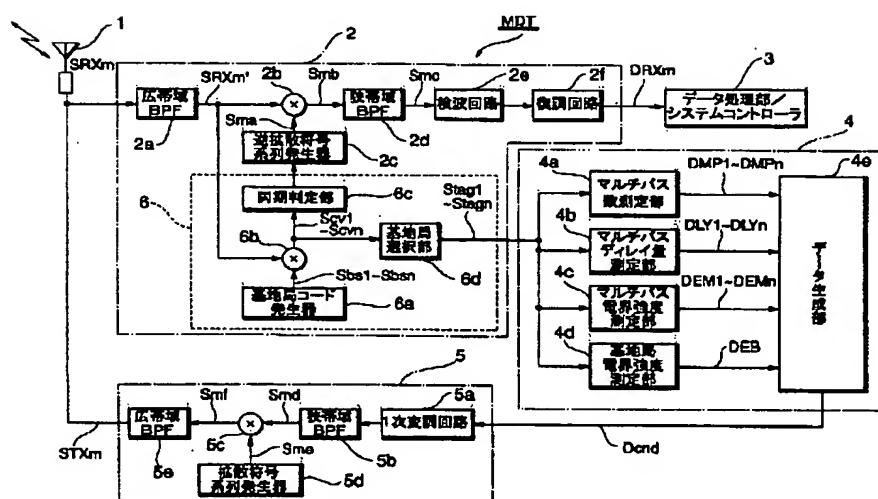 MDT
1
SRXm
2
広帯域
BPF
2a
SRXm'
2b
Smb
狭帯域
BPF
2d
Smc
2e
検波回路
2f
復調回路
DRXm
3
データ処理部/
システムコントローラ
Sma
逆拡散符号
系列発生器
2c
6
同期判定部
6c
Scv1
~Scvn
6b
基地局
選択部
6d
Stag1
~Stagn
Sbs1~Sbsn
基地局コード
発生器
6a
4
4a
マルチパス
数測定部
DMP1~DMPn
4e
4b
マルチパス
ディレイ量
測定部
DLY1~DLYn
4c
マルチパス
電界強度
測定部
DEM1~DEMn
4d
基地局
電界強度
測定部
DEB
データ生成部
5
STXm
広帯域
BPF
5e
Smf
5c
Smd
狭帯域
BPF
5b
5a
1次変調回路
Dcnd
Sme
拡散符号
系列発生器
5d